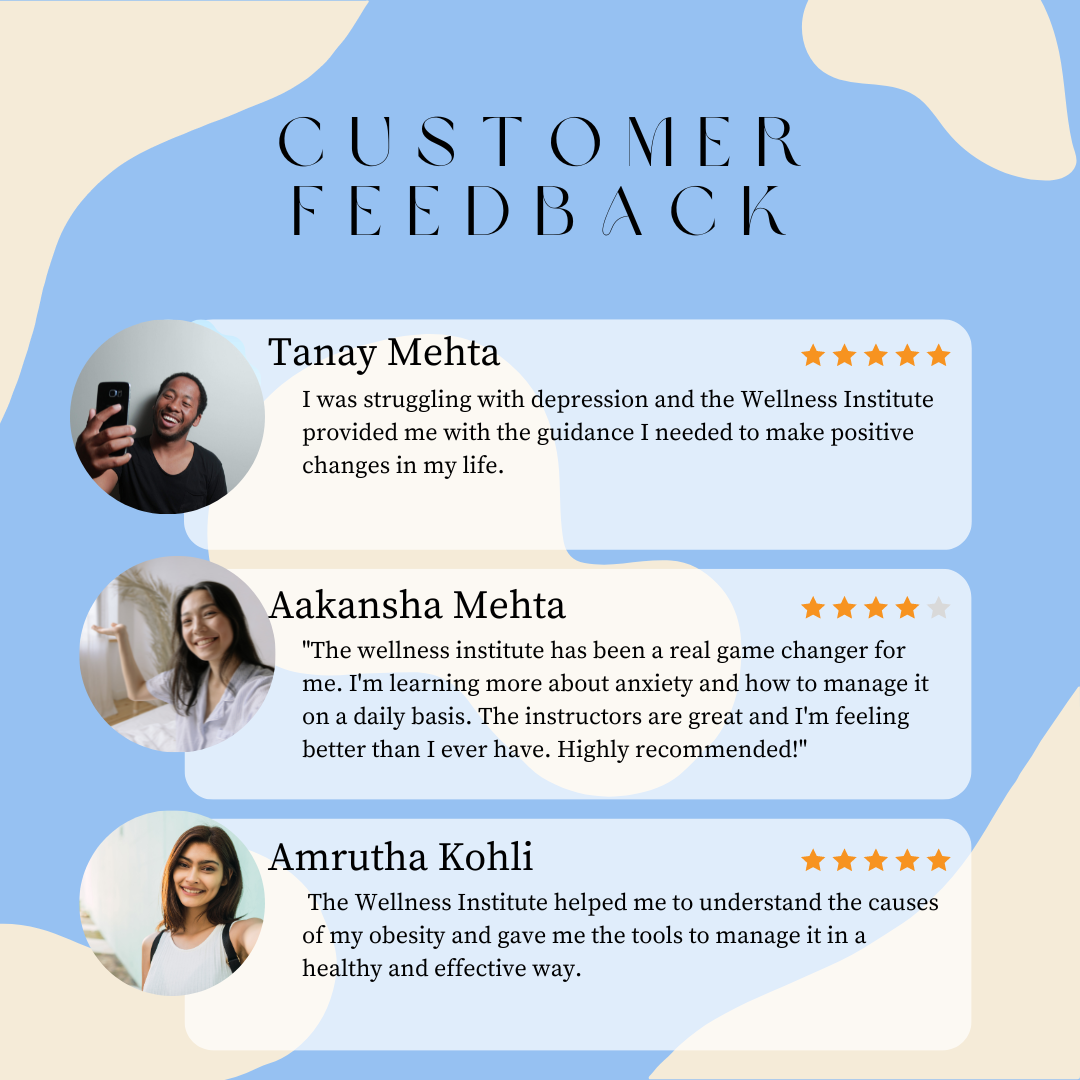 CUSTOMER
FEEDBACK
Tanay Mehta
I was struggling with depression and the Wellness Institute
provided me with the guidance I needed to make positive
changes in my life.
Aakansha Mehta
"The wellness institute has been a real game changer for
me. I'm learning more about anxiety and how to manage it
on a daily basis. The instructors are great and I'm feeling
better than I ever have. Highly recommended!"
Amrutha Kohli
The Wellness Institute helped me to understand the causes
of my obesity and gave me the tools to manage it in a
healthy and effective way.